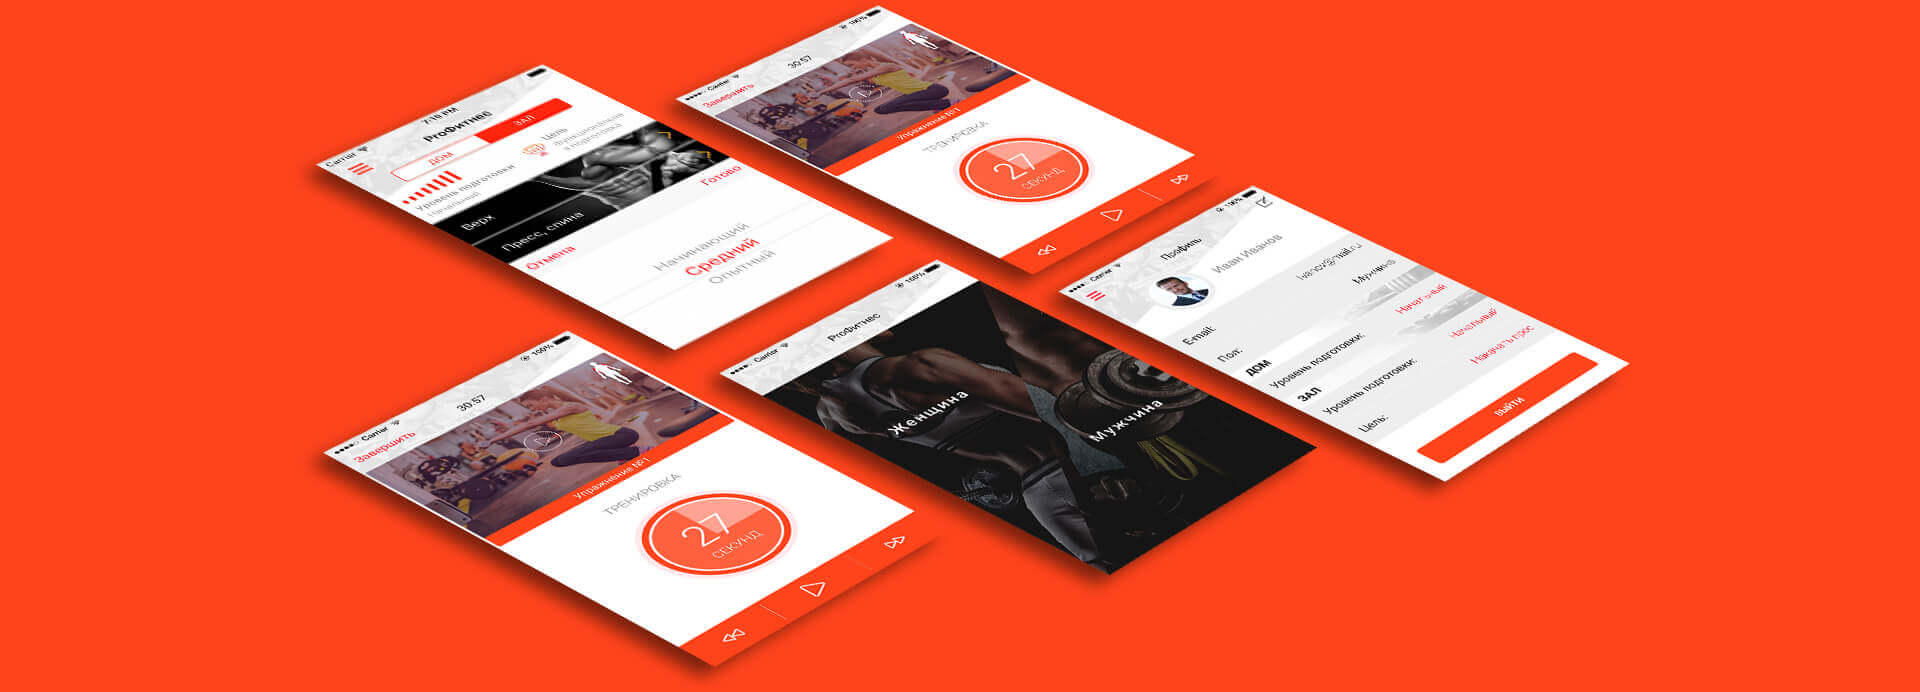 Carrier
7:16 PM
ProФитнес
ДОМ
ЗАЛ
Уровень подготовки
Начальный
Цель
Функциональная
подготовка
Верх
Пресс, спина
Отмена
Готово
Начинающий
Средний
Опытный
Carrier
30:57
100%
Завершить
Упражнение №1
ТРЕНИРОВКА
27
СЕКУНД
Carrier
100%
Профиль
Иван Иванов
E-mail:
ivanov@mail.ru
Пол:
Мужчина
ДОМ
Уровень подготовки:
Начальный
ЗАЛ
Уровень подготовки:
Начальный
Цель:
Накачать прес
ВЫЙТИ
Carrier
30:57
100%
Завершить
Упражнение №1
ТРЕНИРОВКА
27
СЕКУНД
Carrier
100%
ProФитнес
Женщина
Мужчина